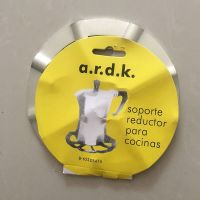 a.r.d.k.
soporte
reductor
para
cocinas